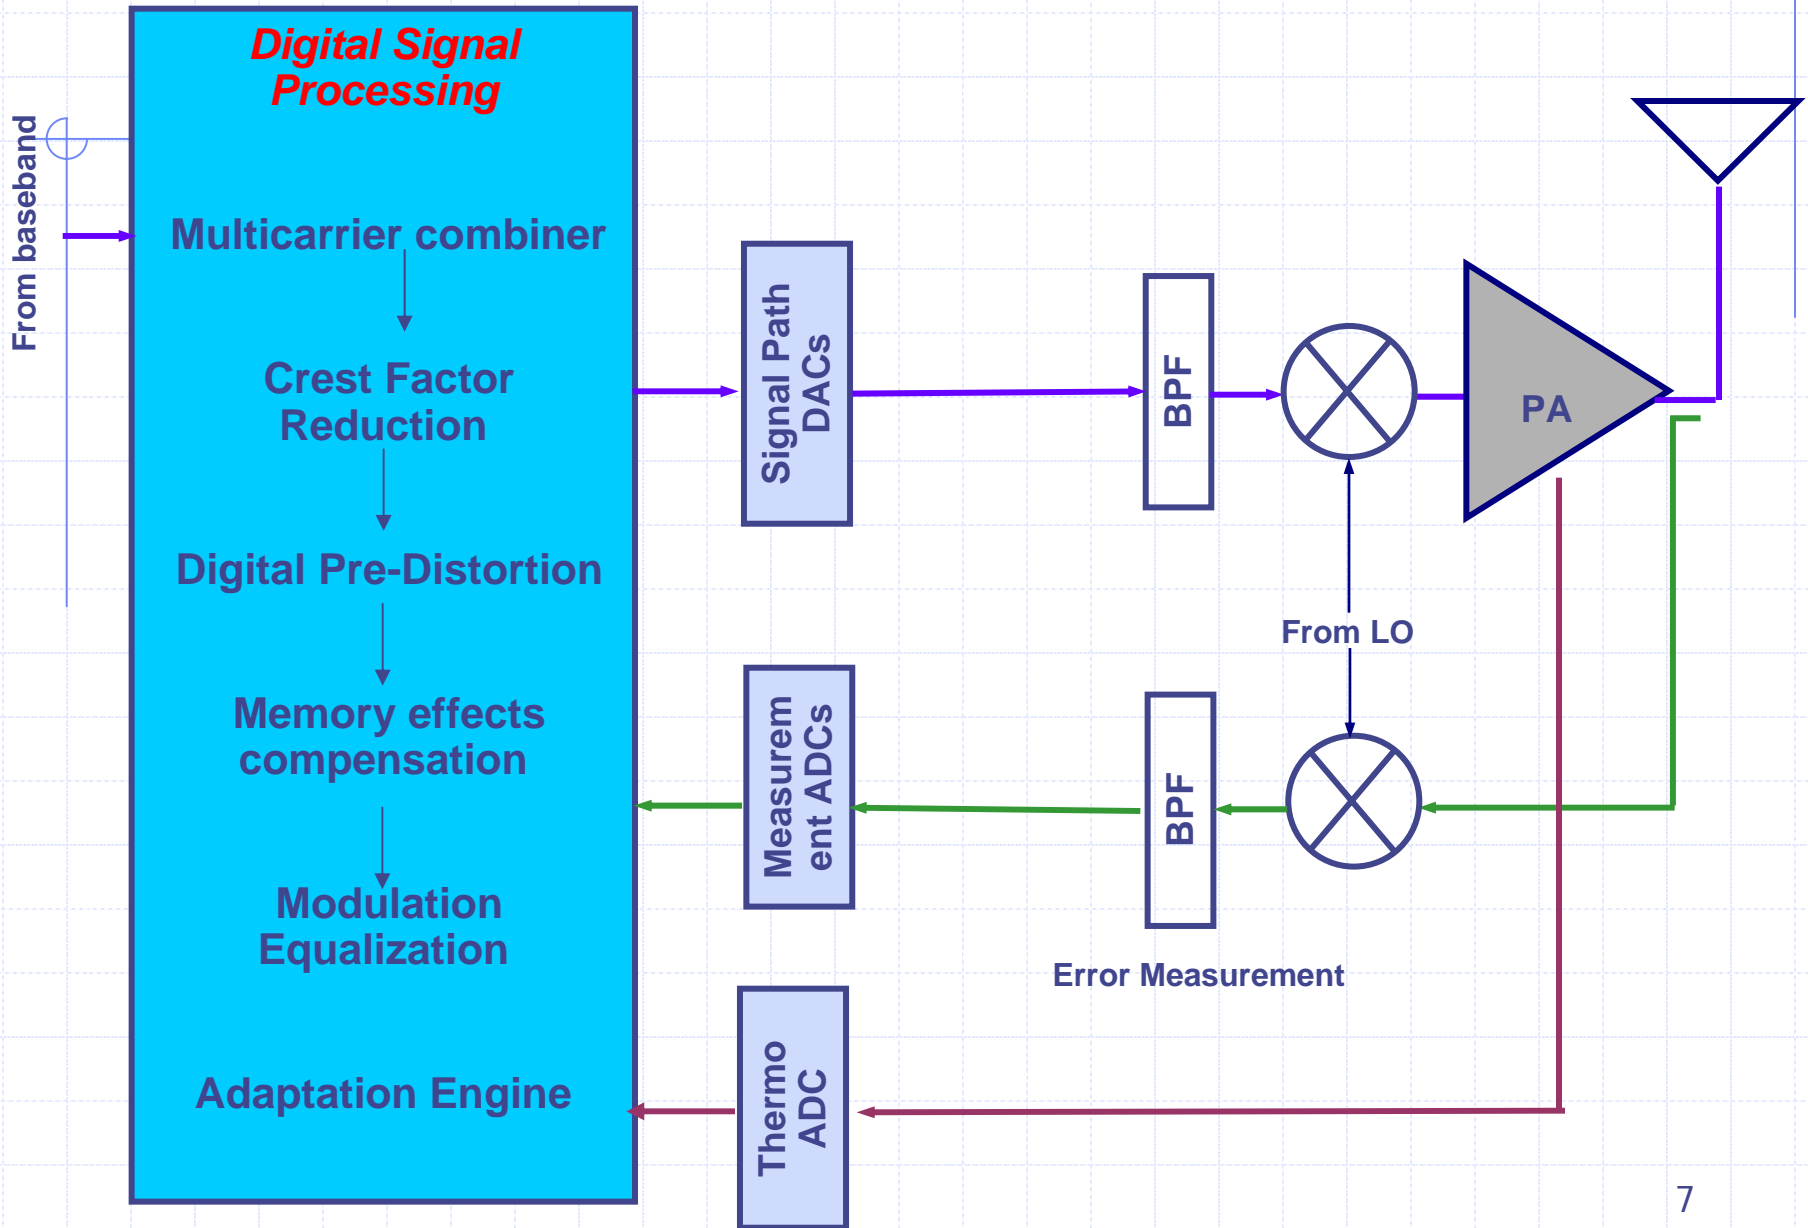 Digital Signal
Processing
From baseband
Multicarrier combiner
Crest Factor
Reduction
Digital Pre-Distortion
Memory effects
compensation
Modulation
Equalization
Adaptation Engine
Signal Path
DACs
BPF
PA
From LO
Measurem
ent ADCs
BPF
Error Measurement
Thermo
ADC
7